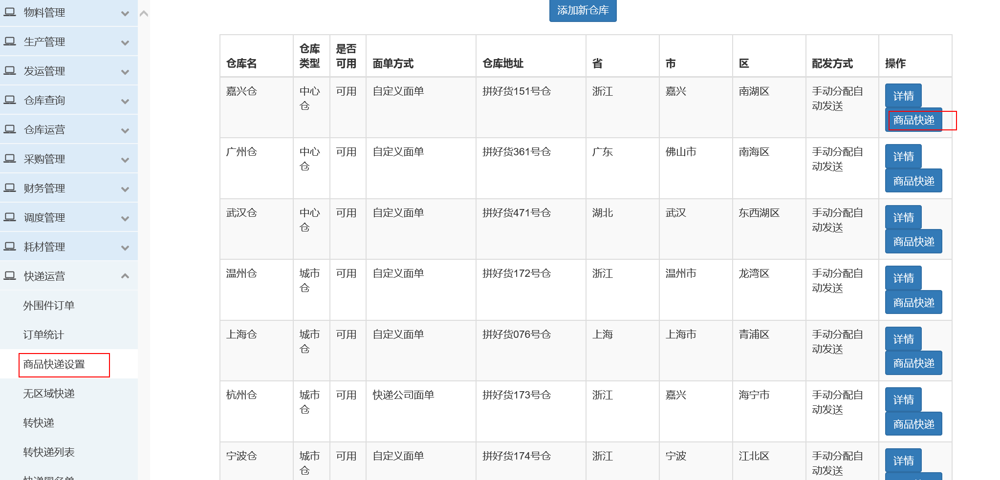 物料管理
生产管理
发运管理
仓库查询
仓库运营
采购管理
财务管理
调度管理
耗材管理
快递运营
外围件订单
订单统计
商品快递设置
无区域快递
转快递
转快递列表
快递黑名单
添加新仓库
仓库名 仓库类型 是否可用 面单方式 仓库地址 省 市 区 配发方式 操作
嘉兴仓 中心仓 可用 自定义面单 拼好货151号仓 浙江 嘉兴 南湖区 手动分配自动发送 详情 商品快递
广州仓 中心仓 可用 自定义面单 拼好货361号仓 广东 佛山市 南海区 手动分配自动发送 详情 商品快递
武汉仓 中心仓 可用 自定义面单 拼好货471号仓 湖北 武汉 东西湖区 手动分配自动发送 详情 商品快递
温州仓 城市仓 可用 自定义面单 拼好货172号仓 浙江 温州市 龙湾区 手动分配自动发送 详情 商品快递
上海仓 城市仓 可用 自定义面单 拼好货076号仓 上海 上海市 青浦区 手动分配自动发送 详情 商品快递
杭州仓 城市仓 可用 快递公司面单 拼好货173号仓 浙江 嘉兴 海宁市 手动分配自动发送 详情 商品快递
宁波仓 城市仓 可用 自定义面单 拼好货174号仓 浙江 宁波 江北区 手动分配自动发送 详情